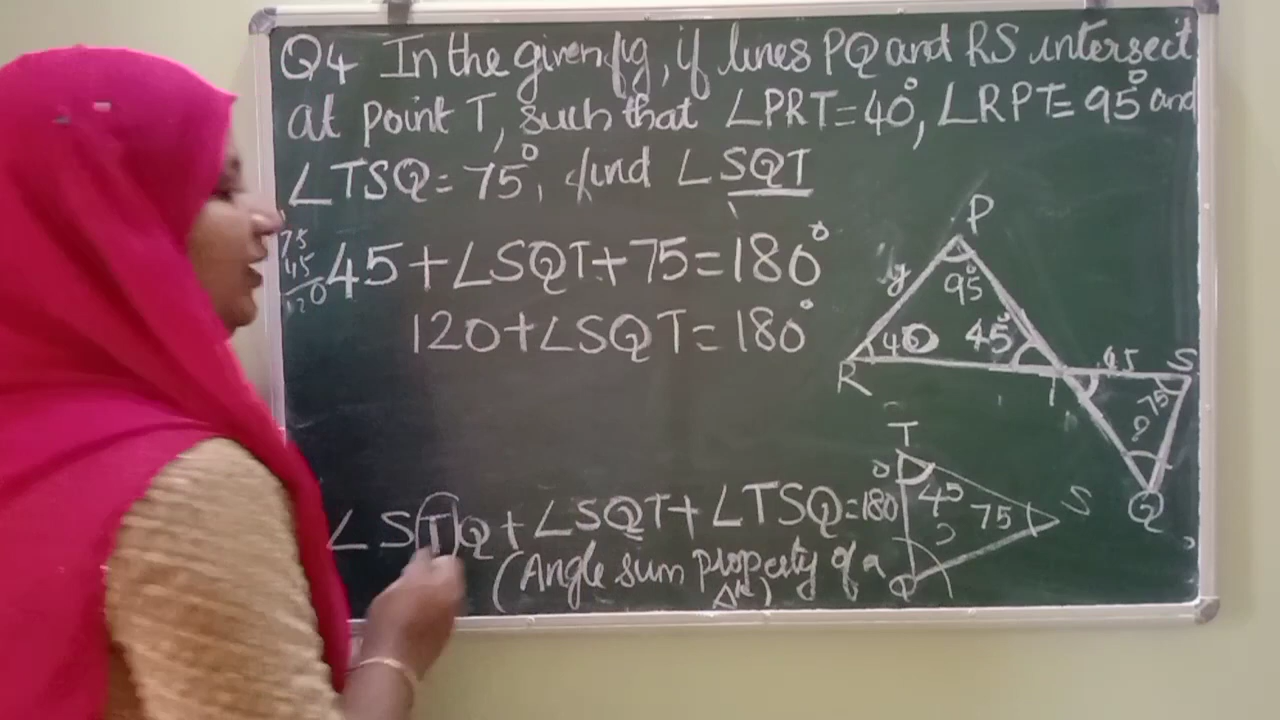 Q4 In the given fig, if lines PQ and RS intersect
at point T, such that ∠PRT=40°, ∠RPT=95° and
∠TSQ=75°, find ∠SQT
75
45
120
45+∠SQT+75=180°
120+∠SQT=180°
P
y
95°
40
45°
R
T
45
S
75
?
Q
T
45
75
S
?
Q
∠STQ+∠SQT+∠TSQ=180°
(Angle sum property of a
Δle)